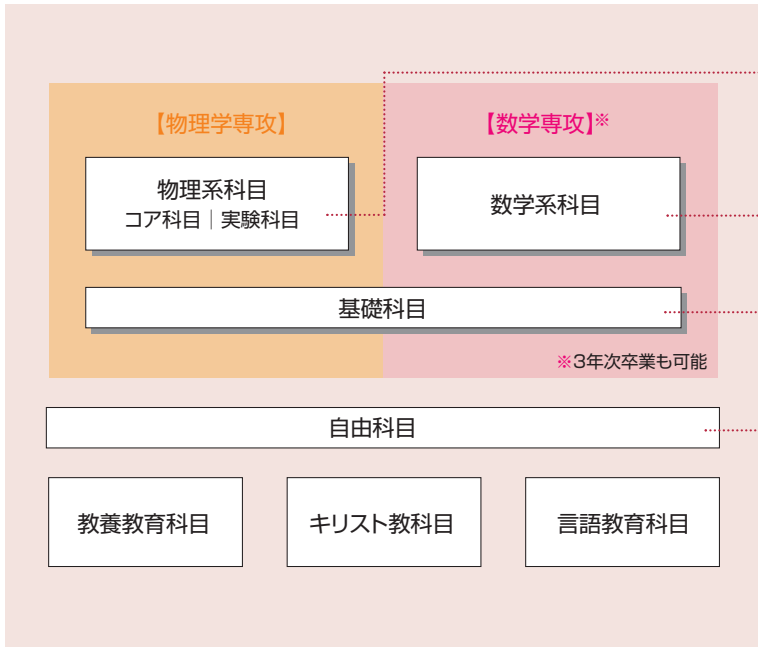 【物理学専攻】
【数学専攻】※
物理系科目
コア科目｜実験科目
数学系科目
基礎科目
※3年次卒業も可能
自由科目
教養教育科目
キリスト教科目
言語教育科目